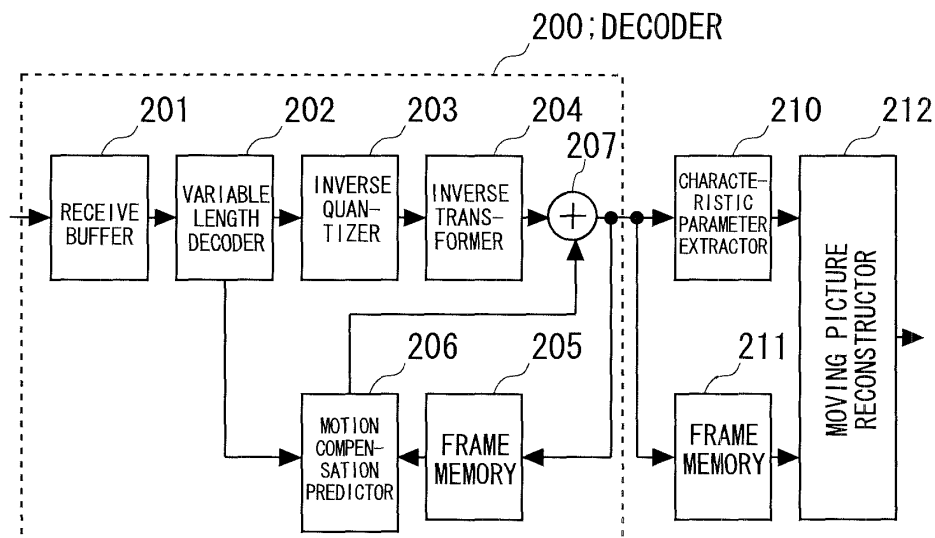 200;DECODER
201
202
203
204
207
210
212
RECEIVE
BUFFER
VARIABLE
LENGTH
DECODER
INVERSE
QUAN-
TIZER
INVERSE
TRANS-
FORMER
+
CHARACTE-
RISTIC
PARAMETER
EXTRACTOR
MOVING PICTURE
RECONSTRUCTOR
206
205
211
MOTION
COMPEN-
SATION
PREDICTOR
FRAME
MEMORY
FRAME
MEMORY